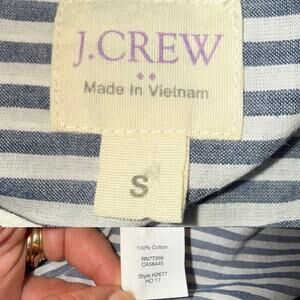 J.CREW
Made In Vietnam
S
100% Cotton
RN77388
CA56445
Style H2677
HO 17